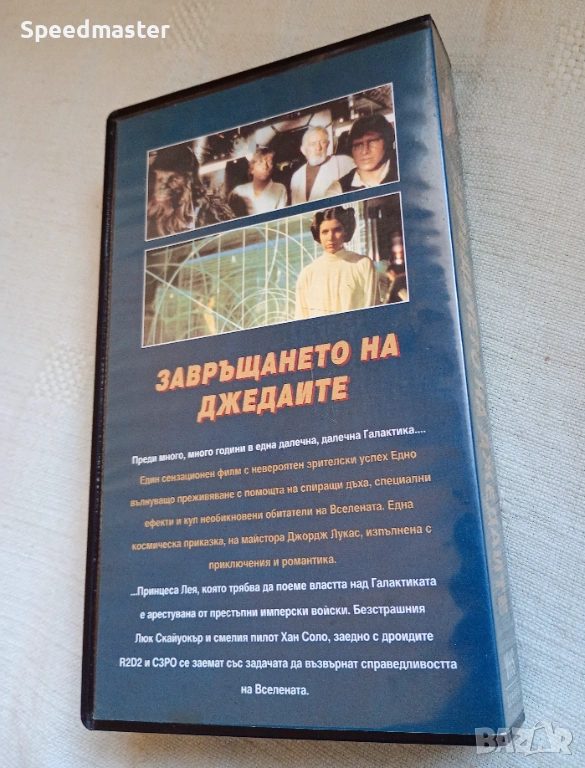 Speedmaster
ЗАВРЪЩАНЕТО НА
ДЖЕДАИТЕ
Преди много, много години в една далечна, далечна Галактика....
Един сензационен филм с невероятен зрителски успех Едно
вълнуващо преживяване с помощта на спиращи дъха, специални
ефекти и куп необикновени обитатели на Вселената. Една
космическа приказка, на майстора Джордж Лукас, изпълнена с
приключения и романтика.
...Принцеса Лея, която трябва да поеме властта над Галактиката
е арестувана от престъпни имперски войски. Безстрашния
Люк Скайуокър и смелия пилот Хан Соло, заедно с дроидите
R2D2 и C3PO се заемат със задачата да възвърнат справедливостта
на Вселената.
BAZAR